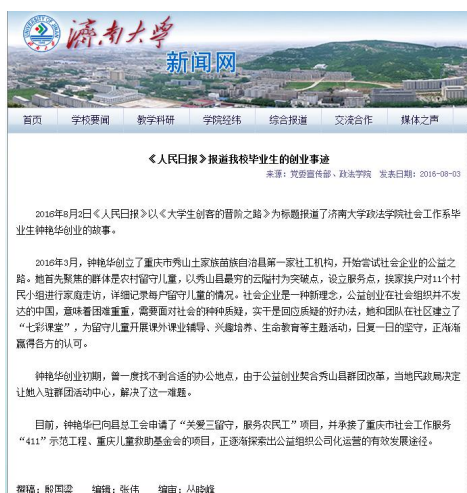 UNIVERSITY OF JINAN
濟南大学
新闻网
首页 学校要闻 教学科研 学院经纬 综合报道 交流合作 媒体之声
《人民日报》报道我校毕业生的创业事迹
来源：党委宣传部、政法学院 发表日期：2016-08-03
2016年8月2日《人民日报》以《大学生创客的晋阶之路》为标题报道了济南大学政法学院社会工作系毕
业生钟艳华创业的故事。
2016年3月，钟艳华创立了重庆市秀山土家族苗族自治县第一家社工机构，开始尝试社会企业的公益之
路。她首先聚焦的群体是农村留守儿童，以秀山县最穷的云隘村为突破点，设立服务点，挨家挨户对11个村
民小组进行家庭走访，详细记录每户留守儿童的情况。社会企业是一种新理念，公益创业在社会组织并不发
达的中国，意味着困难重重，需要面对社会的种种质疑，实干是回应质疑的好办法，她和团队在社区建立了
“七彩课堂”，为留守儿童开展课外课业辅导、兴趣培养、生命教育等主题活动，日复一日的坚守，正渐渐
赢得各方的认可。
钟艳华创业初期，曾一度找不到合适的办公地点，由于公益创业契合秀山县群团改革，当地民政局决定
让她入驻群团活动中心，解决了这一难题。
目前，钟艳华已向县总工会申请了“关爱三留守，服务农民工”项目，并承接了重庆市社会工作服务
“411”示范工程、重庆儿童救助基金会的项目，正逐渐探索出公益组织公司化运营的有效发展途径。
撰稿：殷国梁 编辑：张伟 编审：丛晓峰